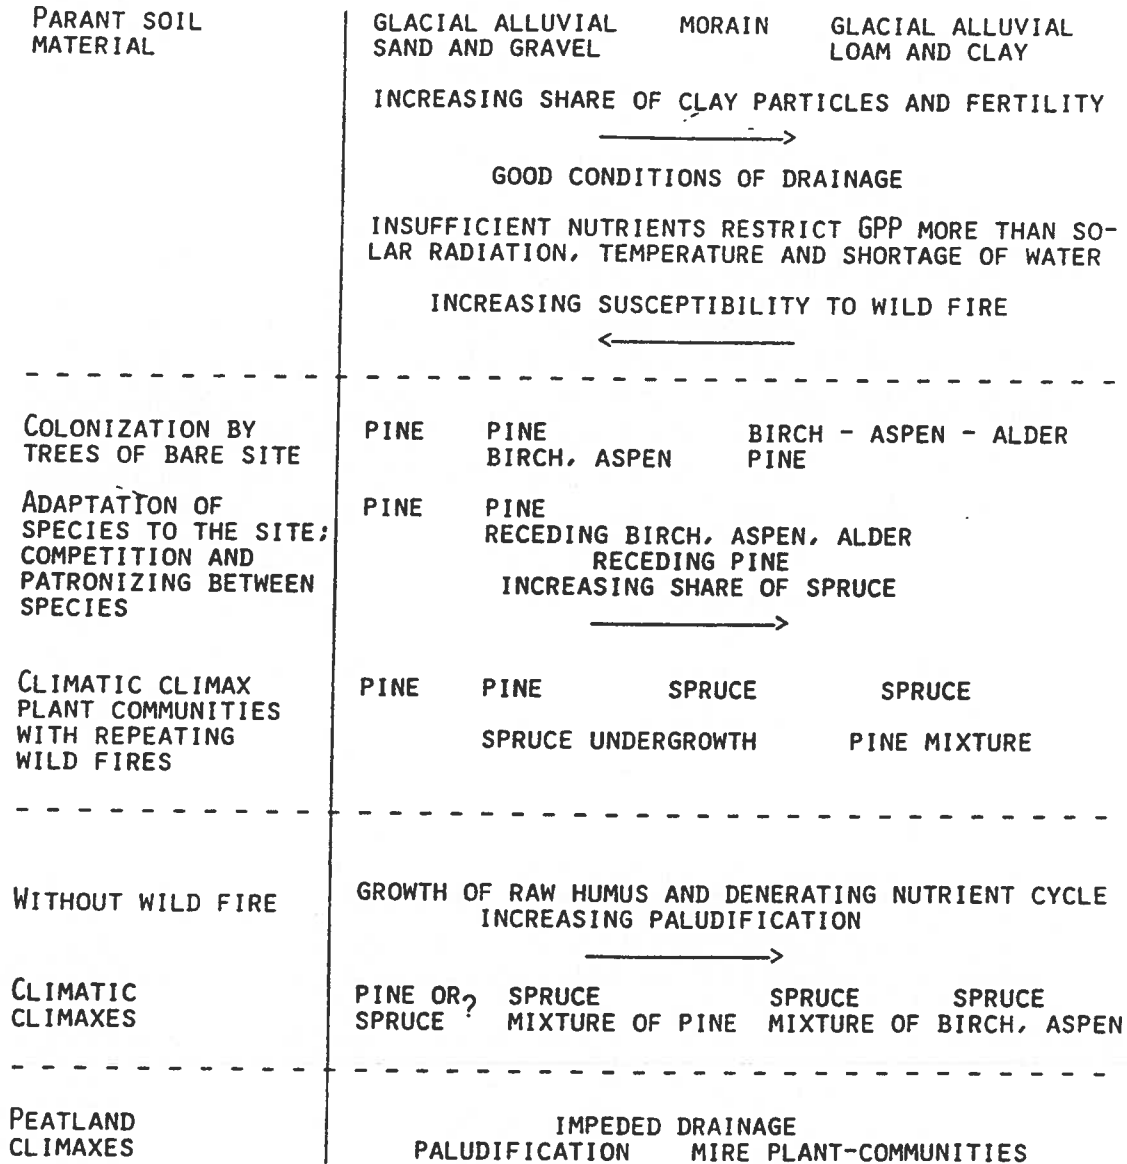 PARANT SOIL MATERIAL
GLACIAL ALLUVIAL SAND AND GRAVEL
MORAIN
GLACIAL ALLUVIAL LOAM AND CLAY
INCREASING SHARE OF CLAY PARTICLES AND FERTILITY
———>
GOOD CONDITIONS OF DRAINAGE
INSUFFICIENT NUTRIENTS RESTRICT GPP MORE THAN SO-
LAR RADIATION, TEMPERATURE AND SHORTAGE OF WATER
INCREASING SUSCEPTIBILITY TO WILD FIRE
<———
COLONIZATION BY
TREES OF BARE SITE
PINE
PINE
BIRCH, ASPEN
BIRCH - ASPEN - ALDER
PINE
ADAPTATION OF
SPECIES TO THE SITE;
COMPETITION AND
PATRONIZING BETWEEN
SPECIES
PINE
PINE
RECEDING BIRCH, ASPEN, ALDER
RECEDING PINE
INCREASING SHARE OF SPRUCE
———>
CLIMATIC CLIMAX
PLANT COMMUNITIES
WITH REPEATING
WILD FIRES
PINE
PINE
SPRUCE
SPRUCE
SPRUCE UNDERGROWTH
PINE MIXTURE
WITHOUT WILD FIRE
GROWTH OF RAW HUMUS AND DENERATING NUTRIENT CYCLE
INCREASING PALUDIFICATION
———>
CLIMATIC
CLIMAXES
PINE OR?
SPRUCE
SPRUCE
MIXTURE OF PINE
SPRUCE SPRUCE
MIXTURE OF BIRCH, ASPEN
PEATLAND
CLIMAXES
IMPEDED DRAINAGE
PALUDIFICATION MIRE PLANT-COMMUNITIES